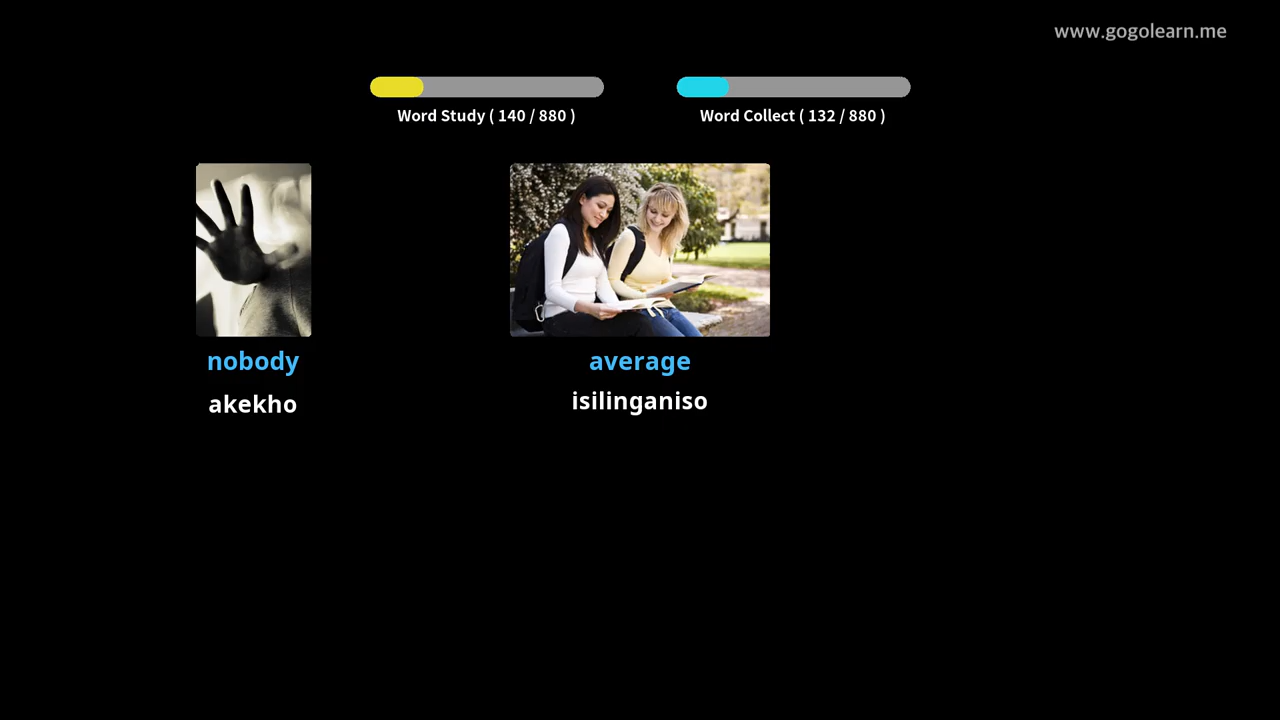 www.gogolearn.me
Word Study ( 140 / 880 )
Word Collect ( 132 / 880 )
nobody
average
akekho
isilinganiso